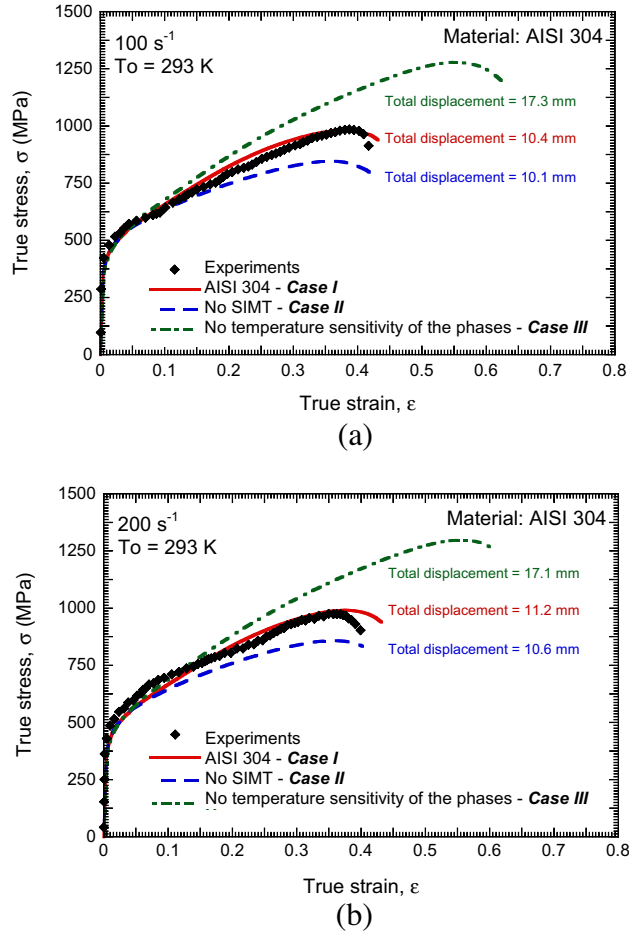 1500
1250
1000
750
500
250
0
True stress, σ (MPa)
100 s⁻¹
To = 293 K
Material: AISI 304
Total displacement = 17.3 mm
Total displacement = 10.4 mm
Total displacement = 10.1 mm
Experiments
AISI 304 - Case I
No SIMT - Case II
No temperature sensitivity of the phases - Case III
0 0.1 0.2 0.3 0.4 0.5 0.6 0.7 0.8
True strain, ε
(a)
1500
1250
1000
750
500
250
0
True stress, σ (MPa)
200 s⁻¹
To = 293 K
Material: AISI 304
Total displacement = 17.1 mm
Total displacement = 11.2 mm
Total displacement = 10.6 mm
Experiments
AISI 304 - Case I
No SIMT - Case II
No temperature sensitivity of the phases - Case III
0 0.1 0.2 0.3 0.4 0.5 0.6 0.7 0.8
True strain, ε
(b)